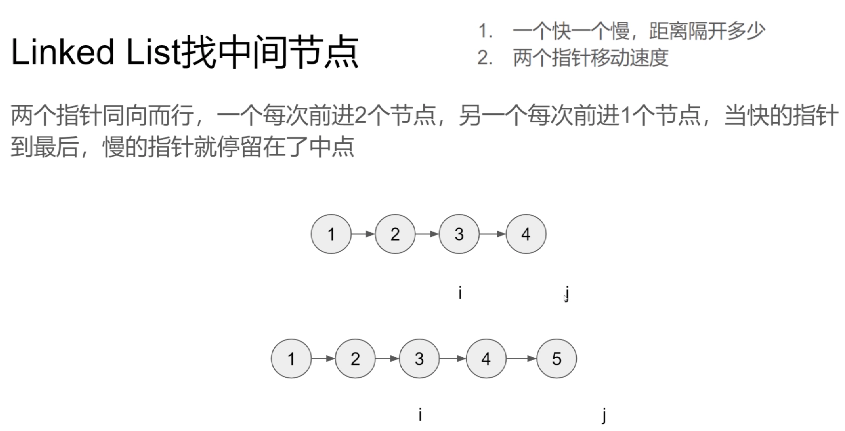 Linked List找中间节点
1. 一个快一个慢，距离隔开多少
2. 两个指针移动速度
两个指针同向而行，一个每次前进2个节点，另一个每次前进1个节点，当快的指针
到最后，慢的指针就停留在了中点
1 2 3 4
i j
1 2 3 4 5
i j